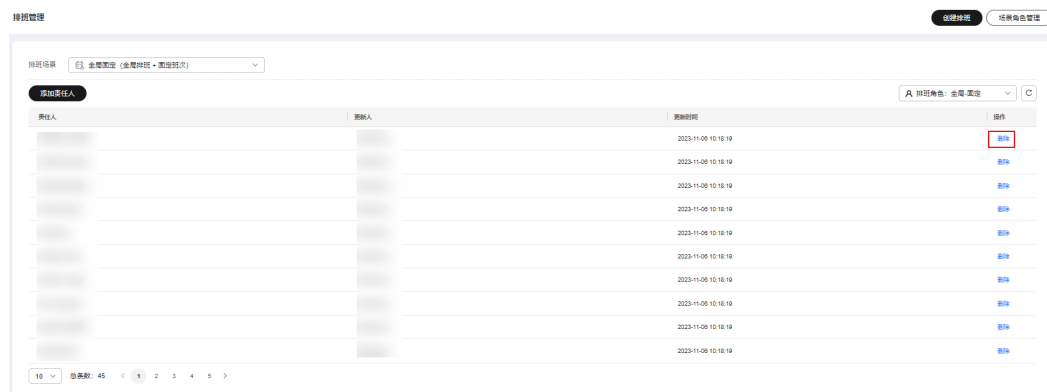 排班管理 创建排班 场景角色管理
排班场景 全局固定（全局排班 + 固定班次）
添加责任人 排班角色：全局-固定
责任人 更新人 更新时间 操作
2023-11-06 10:18:19 删除
2023-11-06 10:18:19 删除
2023-11-06 10:18:19 删除
2023-11-06 10:18:19 删除
2023-11-06 10:18:19 删除
2023-11-06 10:18:19 删除
2023-11-06 10:18:19 删除
2023-11-06 10:18:19 删除
2023-11-06 10:18:19 删除
2023-11-06 10:18:19 删除
10 总条数：45 < 1 2 3 4 5 >